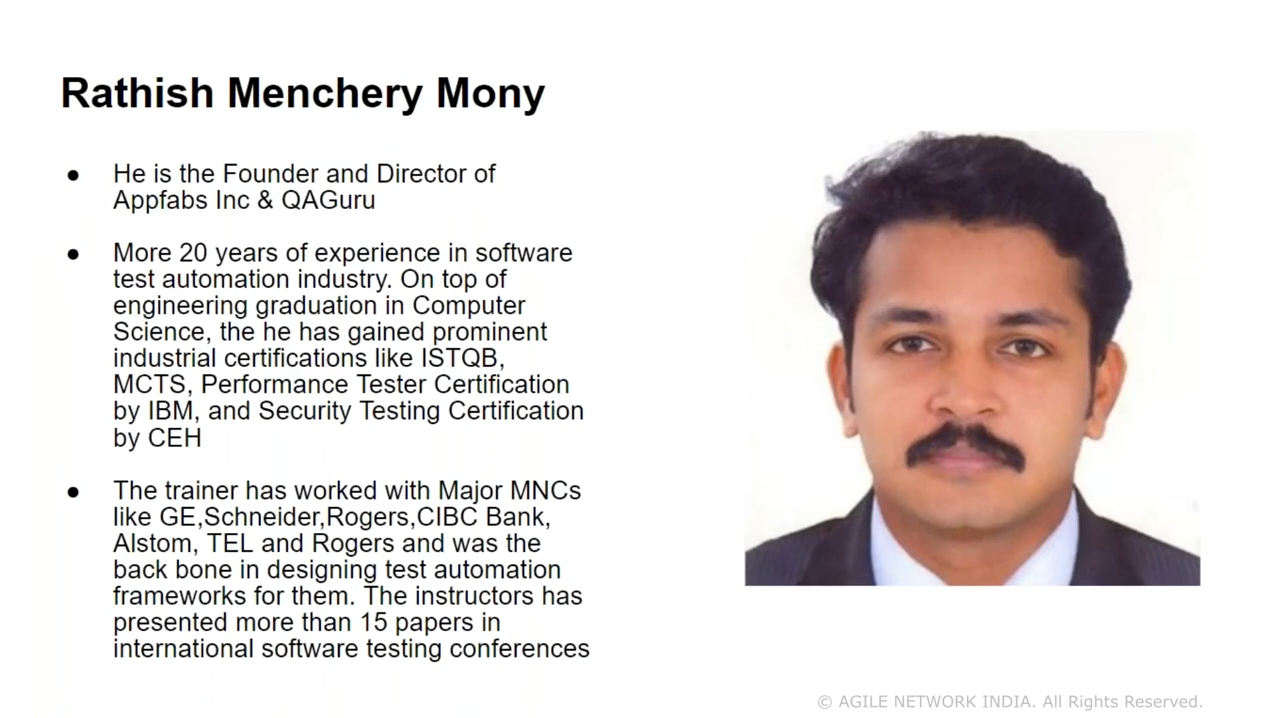 Rathish Menchery Mony
● He is the Founder and Director of
Appfabs Inc & QAGuru
● More 20 years of experience in software
test automation industry. On top of
engineering graduation in Computer
Science, the he has gained prominent
industrial certifications like ISTQB,
MCTS, Performance Tester Certification
by IBM, and Security Testing Certification
by CEH
● The trainer has worked with Major MNCs
like GE,Schneider,Rogers,CIBC Bank,
Alstom, TEL and Rogers and was the
back bone in designing test automation
frameworks for them. The instructors has
presented more than 15 papers in
international software testing conferences
© AGILE NETWORK INDIA. All Rights Reserved.